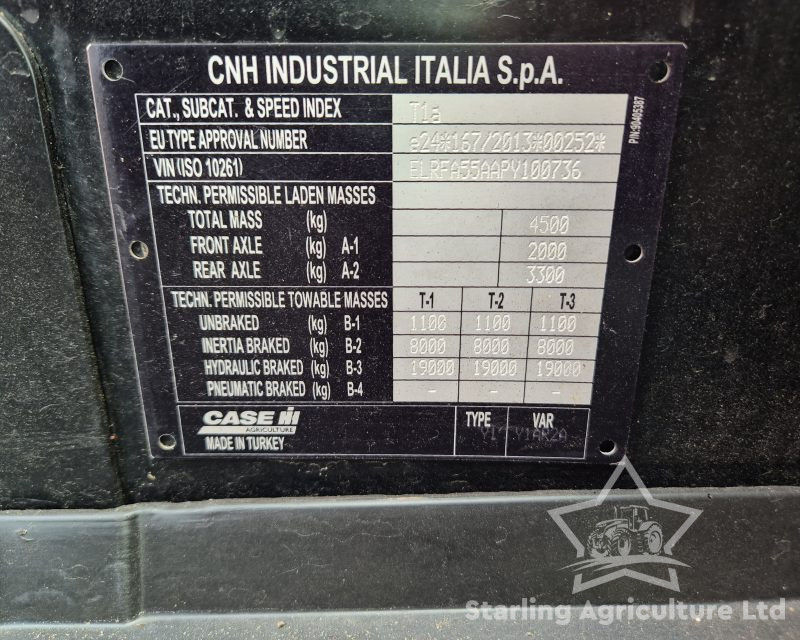 CNH INDUSTRIAL ITALIA S.p.A.
CAT., SUBCAT. & SPEED INDEX T1a
EU TYPE APPROVAL NUMBER e24*167/2013*00252*
VIN (ISO 10261) ELRFA55AAPY100736
TECHN. PERMISSIBLE LADEN MASSES
TOTAL MASS (kg) 4500
FRONT AXLE (kg) A-1 2000
REAR AXLE (kg) A-2 3300
TECHN. PERMISSIBLE TOWABLE MASSES T-1 T-2 T-3
UNBRAKED (kg) B-1 1100 1100 1100
INERTIA BRAKED (kg) B-2 8000 8000 8000
HYDRAULIC BRAKED (kg) B-3 19000 19000 19000
PNEUMATIC BRAKED (kg) B-4 - - -
CASE IH
AGRICULTURE
MADE IN TURKEY
TYPE VAR
P/N:90405387
Starling Agriculture Ltd